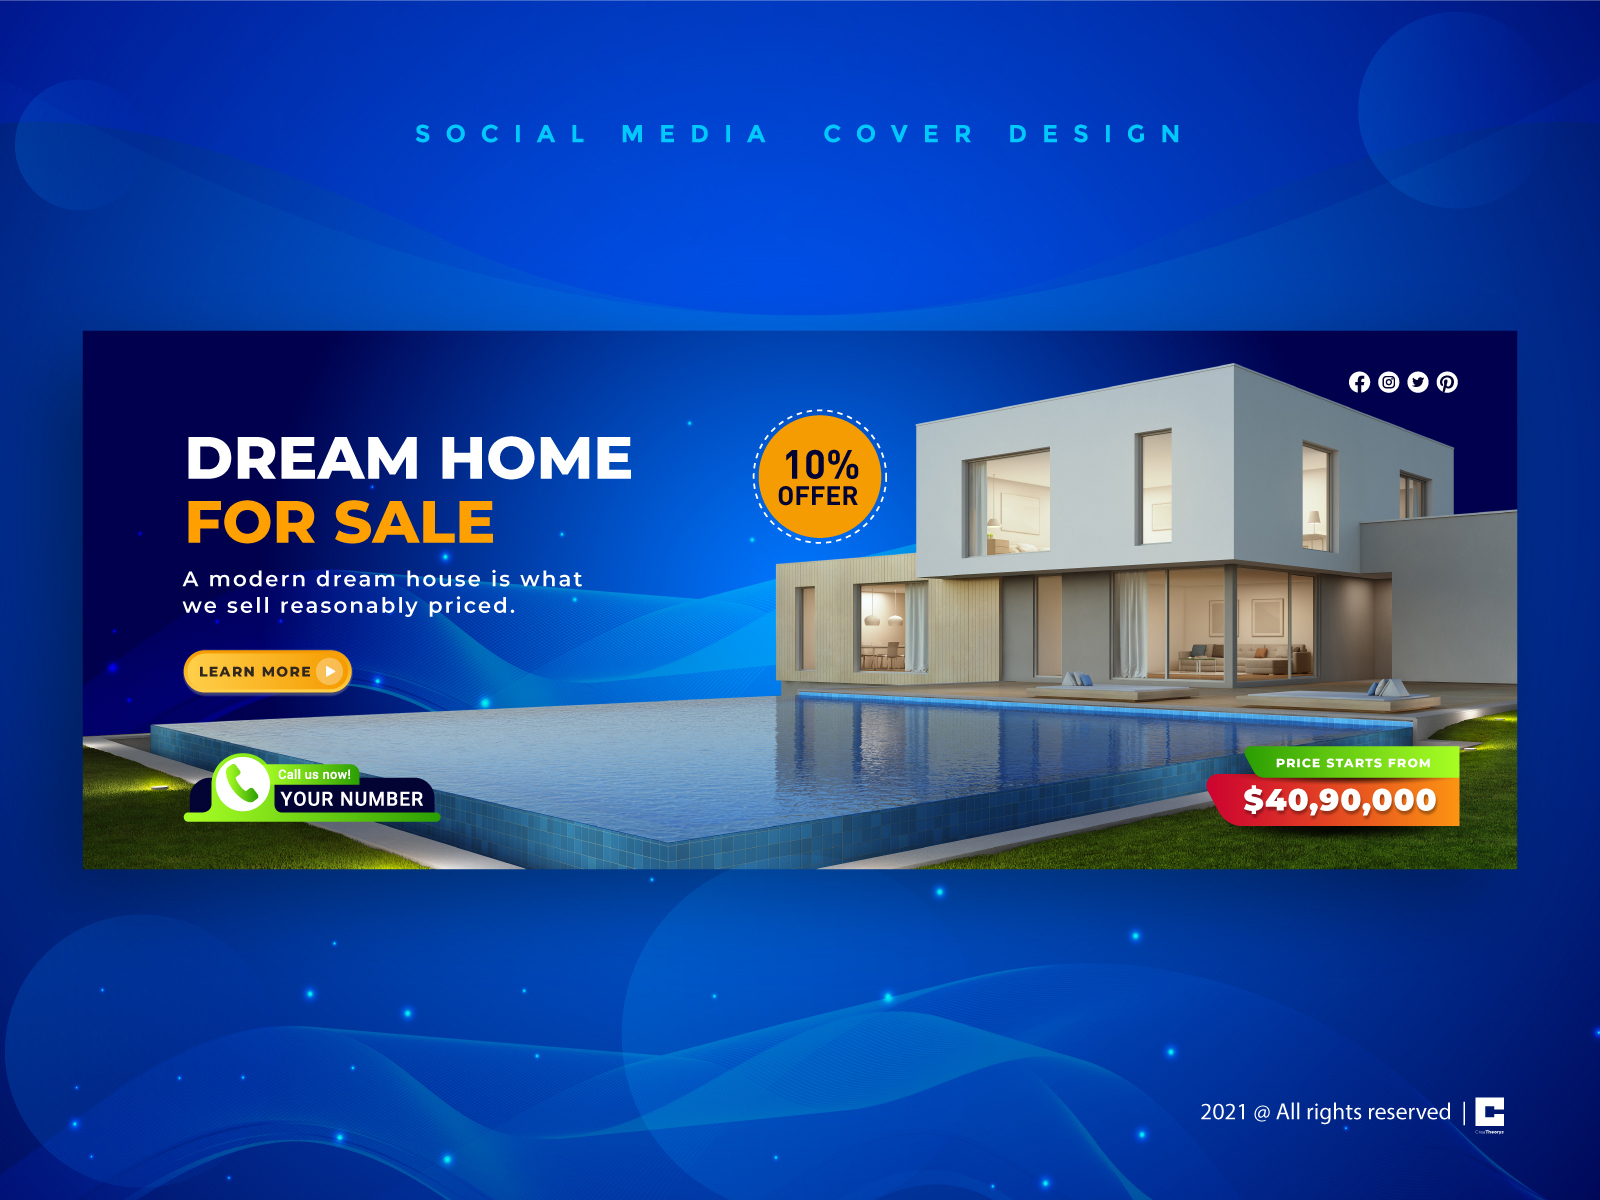 SOCIAL MEDIA COVER DESIGN
DREAM HOME
FOR SALE
A modern dream house is what
we sell reasonably priced.
LEARN MORE
10%
OFFER
Call us now!
YOUR NUMBER
PRICE STARTS FROM
$40,90,000
2021 @ All rights reserved |